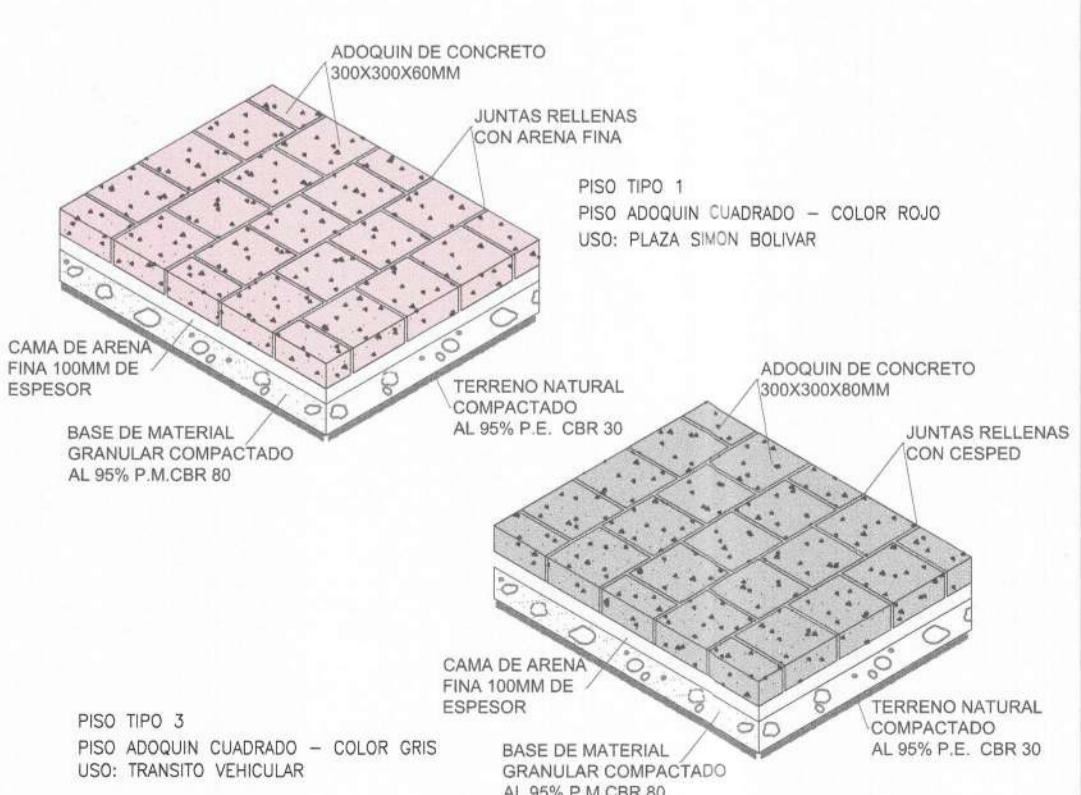 ADOQUIN DE CONCRETO
300X300X60MM
JUNTAS RELLENAS
CON ARENA FINA
PISO TIPO 1
PISO ADOQUIN CUADRADO – COLOR ROJO
USO: PLAZA SIMON BOLIVAR
CAMA DE ARENA
FINA 100MM DE
ESPESOR
TERRENO NATURAL
COMPACTADO
AL 95% P.E. CBR 30
BASE DE MATERIAL
GRANULAR COMPACTADO
AL 95% P.M.CBR 80
ADOQUIN DE CONCRETO
300X300X80MM
JUNTAS RELLENAS
CON CESPED
CAMA DE ARENA
FINA 100MM DE
ESPESOR
TERRENO NATURAL
COMPACTADO
AL 95% P.E. CBR 30
PISO TIPO 3
PISO ADOQUIN CUADRADO – COLOR GRIS
USO: TRANSITO VEHICULAR
BASE DE MATERIAL
GRANULAR COMPACTADO
AL 95% P.M.CBR 80